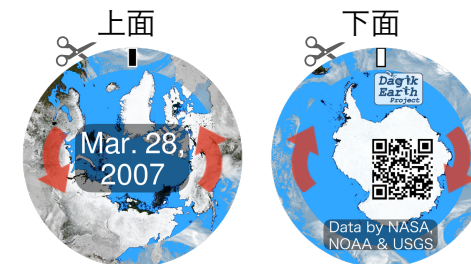 上面
下面
Mar. 28,
2007
Dagik
Earth
Project
Data by NASA,
NOAA & USGS